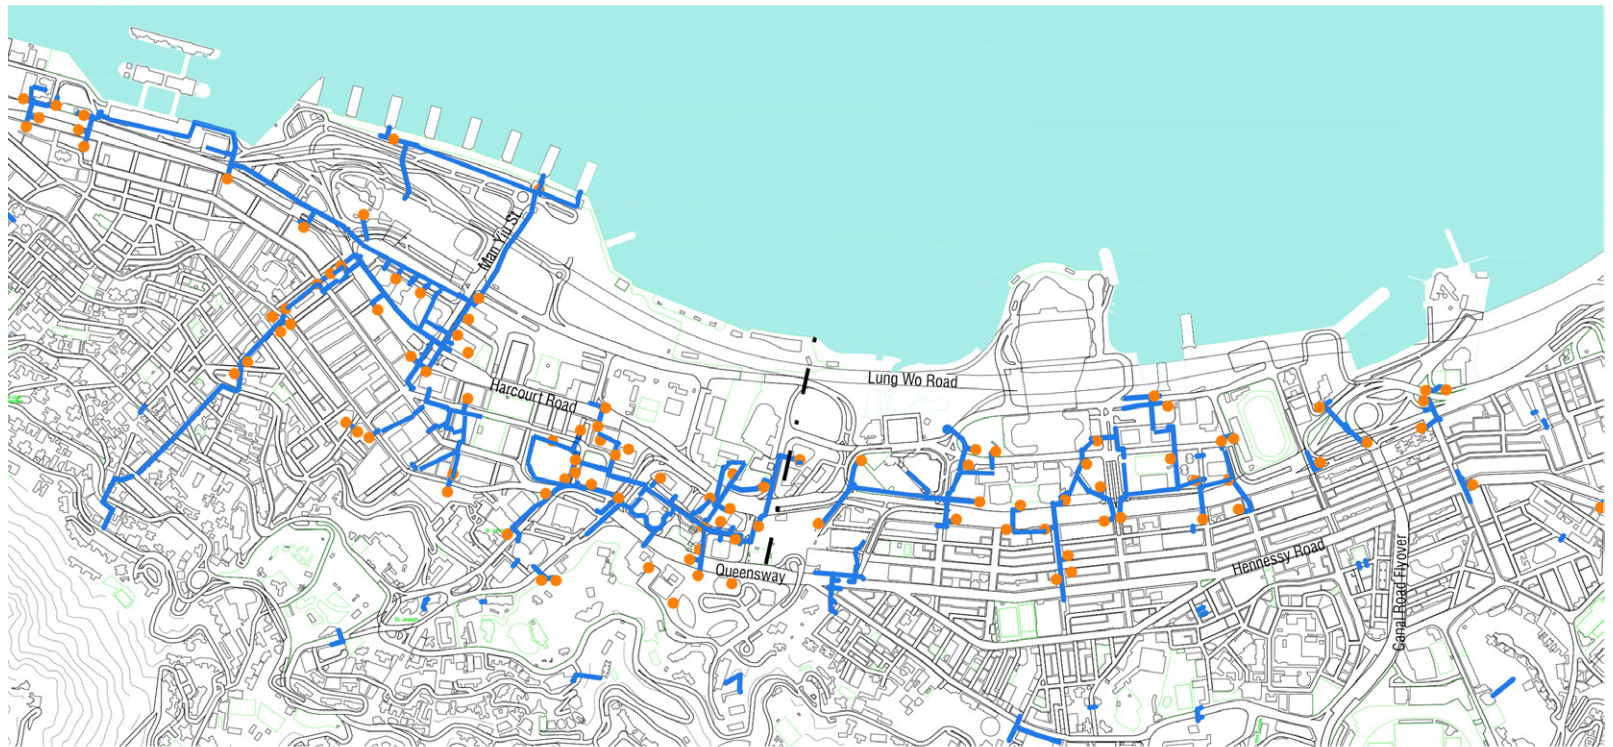 Man Yiu St.
Lung Wo Road
Harcourt Road
Queensway
Hennessy Road
Canal Road Flyover